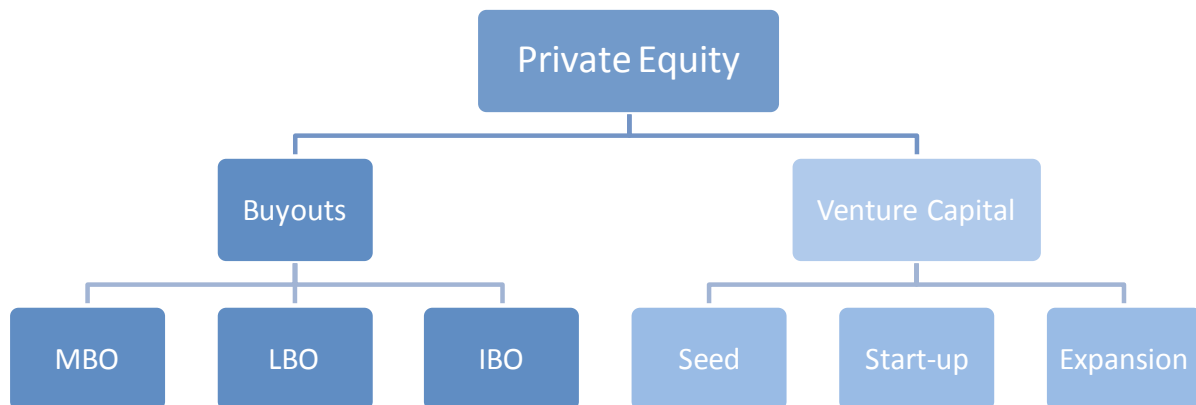 Private Equity
Buyouts
Venture Capital
MBO
LBO
IBO
Seed
Start-up
Expansion